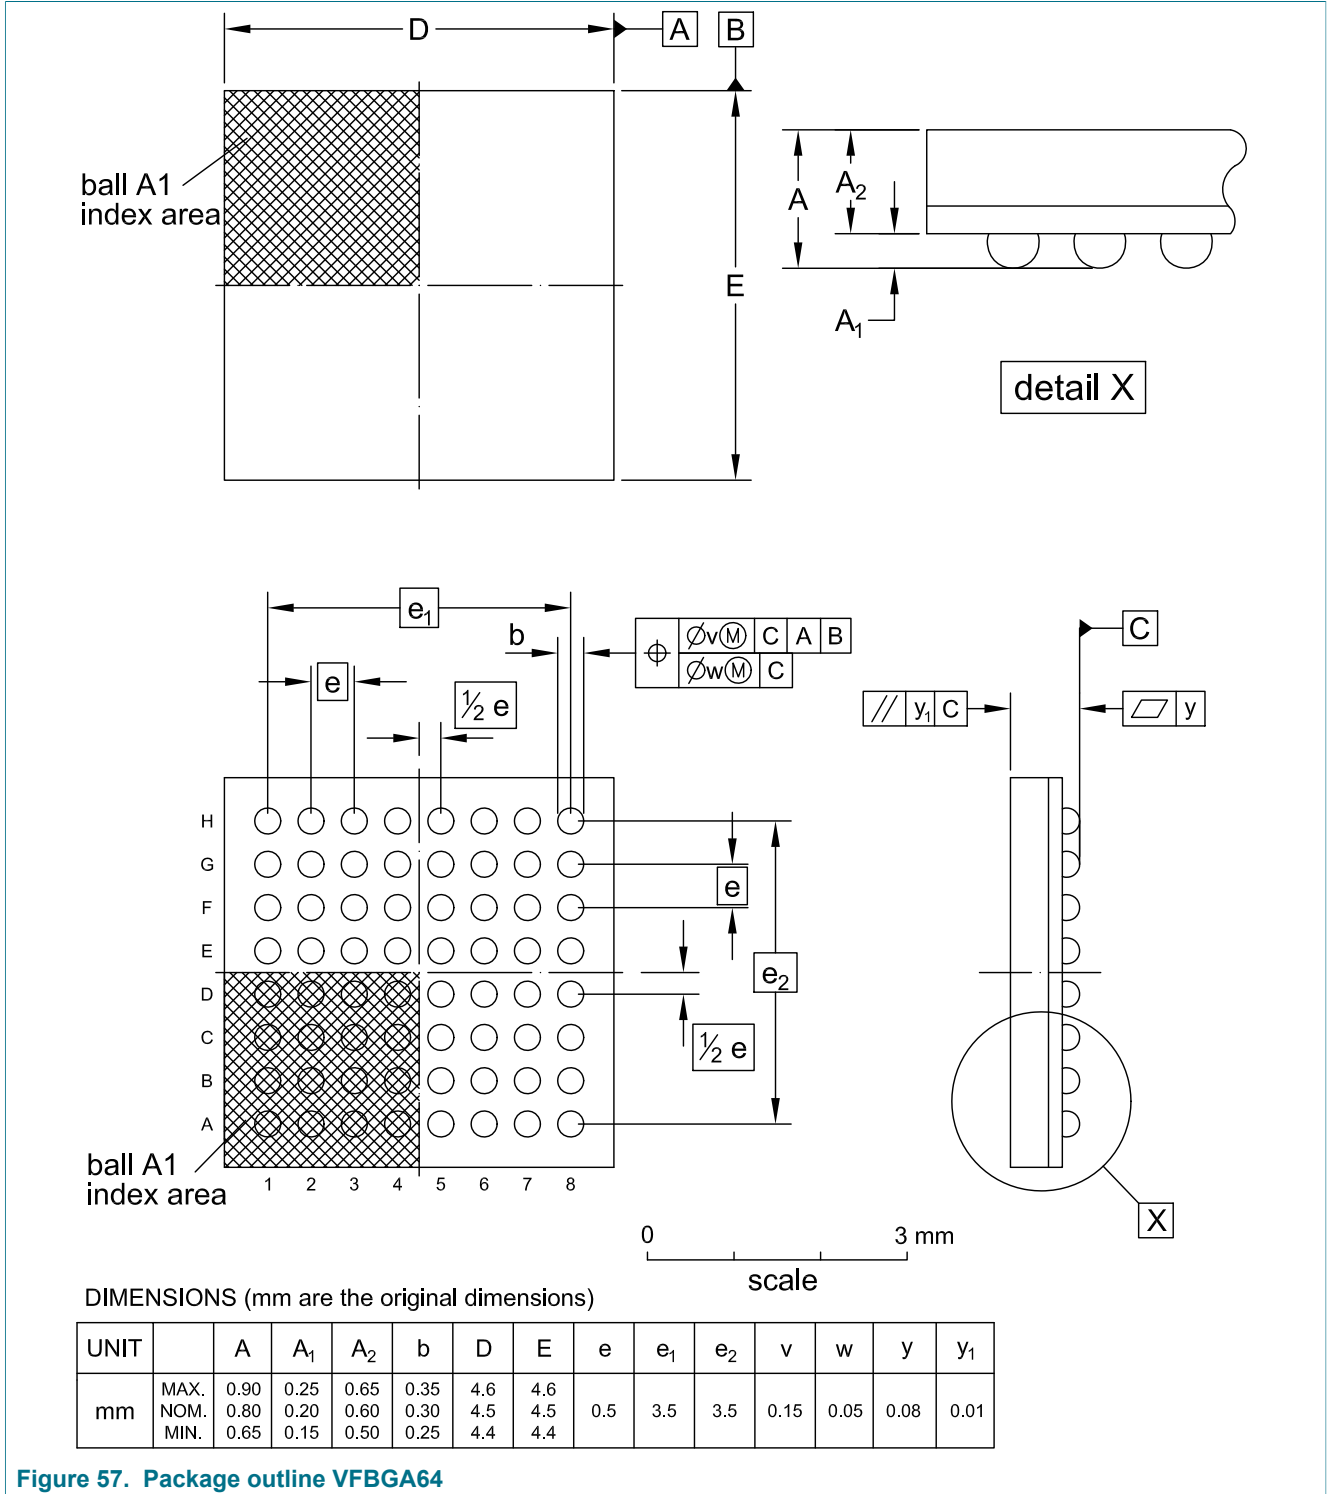 D
A
B
ball A1
index area
E
A
A2
A1
detail X
e1
b
⌀v Ⓜ C A B
⌀w Ⓜ C
e
½ e
C
// y1 C
y
H
G
F
E
D
C
B
A
e
e2
½ e
ball A1
index area
1 2 3 4 5 6 7 8
X
0 3 mm
scale
DIMENSIONS (mm are the original dimensions)
UNIT A A1 A2 b D E e e1 e2 v w y y1
mm
MAX. 0.90 0.25 0.65 0.35 4.6 4.6
NOM. 0.80 0.20 0.60 0.30 4.5 4.5 0.5 3.5 3.5 0.15 0.05 0.08 0.01
MIN. 0.65 0.15 0.50 0.25 4.4 4.4
Figure 57. Package outline VFBGA64